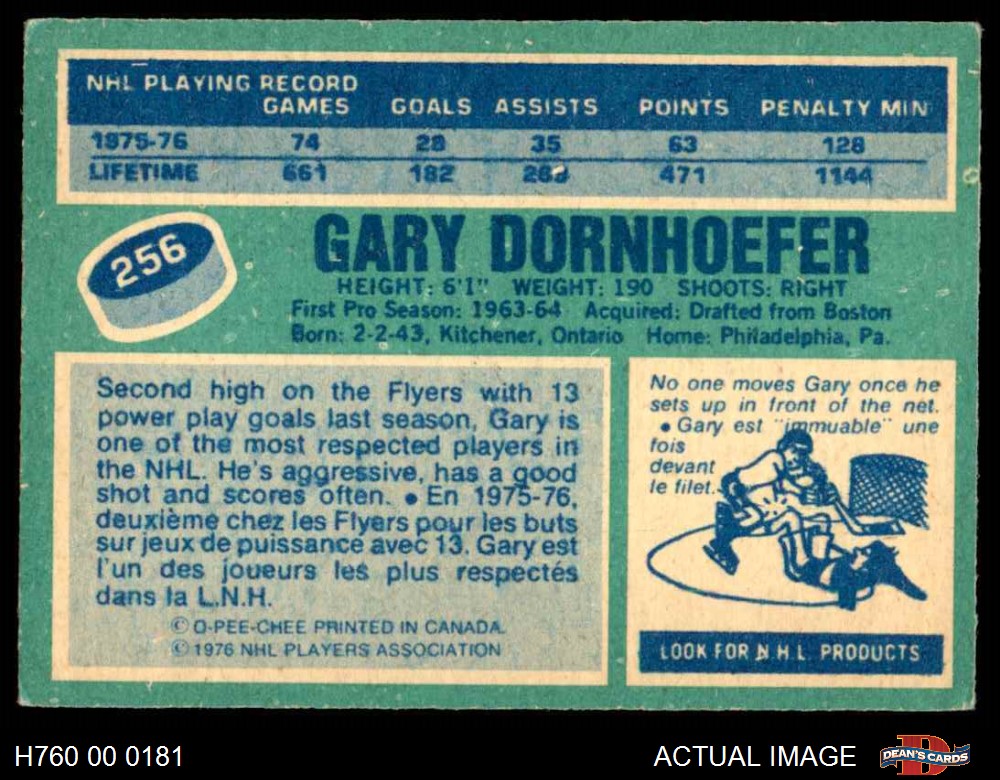 NHL PLAYING RECORD
GAMES GOALS ASSISTS POINTS PENALTY MIN
1975-76 74 28 35 63 128
LIFETIME 661 182 289 471 1144
256
GARY DORNHOEFER
HEIGHT: 6'1" WEIGHT: 190 SHOOTS: RIGHT
First Pro Season: 1963-64 Acquired: Drafted from Boston
Born: 2-2-43, Kitchener, Ontario Home: Philadelphia, Pa.
Second high on the Flyers with 13
power play goals last season, Gary is
one of the most respected players in
the NHL. He's aggressive, has a good
shot and scores often. • En 1975-76,
deuxième chez les Flyers pour les buts
sur jeux de puissance avec 13. Gary est
l'un des joueurs les plus respectés
dans la L.N.H.
© O-PEE-CHEE PRINTED IN CANADA.
© 1976 NHL PLAYERS ASSOCIATION
No one moves Gary once he
sets up in front of the net.
• Gary est "immuable" une
fois
devant
le filet.
LOOK FOR N.H.L. PRODUCTS
H760 00 0181
ACTUAL IMAGE
D
DEAN'S CARDS